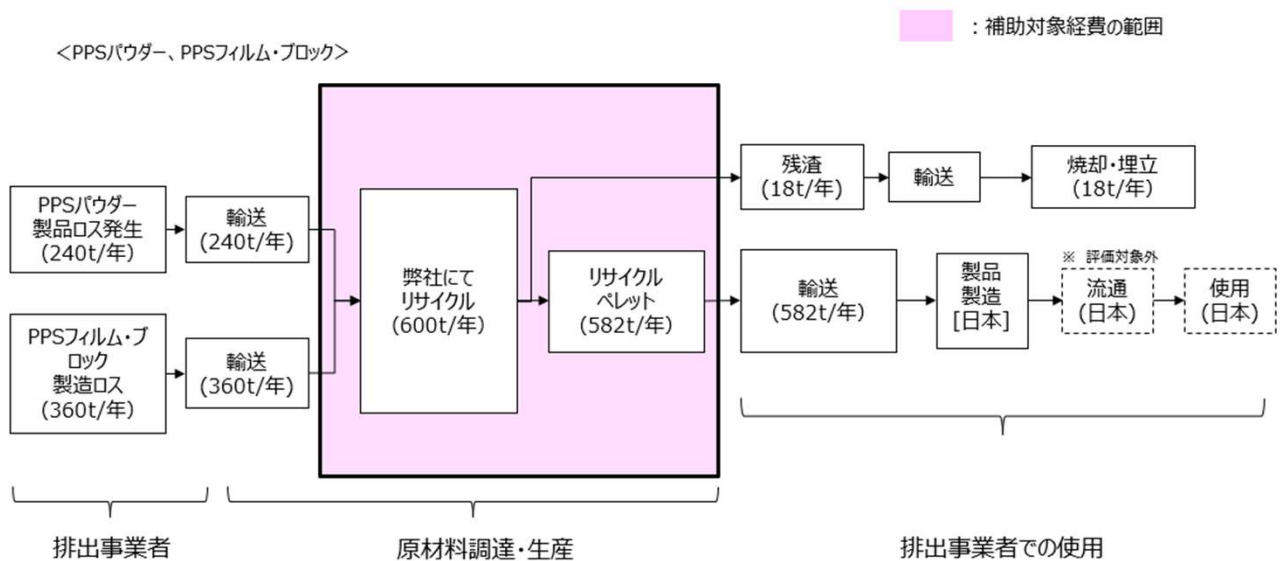 ：補助対象経費の範囲
＜PPSパウダー、PPSフィルム・ブロック＞
PPSパウダー
製品ロス発生
(240t/年)
輸送
(240t/年)
PPSフィルム・ブ
ロック
製造ロス
(360t/年)
輸送
(360t/年)
弊社にて
リサイクル
(600t/年)
リサイクル
ペレット
(582t/年)
残渣
(18t/年)
輸送
焼却・埋立
(18t/年)
輸送
(582t/年)
製品
製造
[日本]
※ 評価対象外
流通
(日本)
使用
(日本)
排出事業者
原材料調達・生産
排出事業者での使用